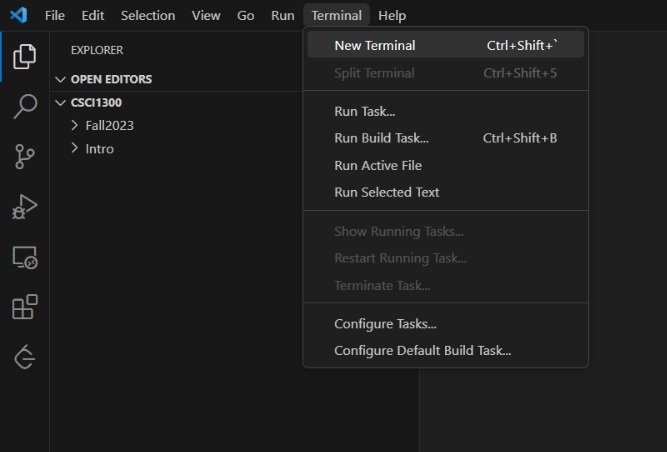 File Edit Selection View Go Run Terminal Help
EXPLORER
OPEN EDITORS
CSCI1300
Fall2023
Intro
New Terminal Ctrl+Shift+`
Split Terminal Ctrl+Shift+5
Run Task...
Run Build Task... Ctrl+Shift+B
Run Active File
Run Selected Text
Show Running Tasks...
Restart Running Task...
Terminate Task...
Configure Tasks...
Configure Default Build Task...